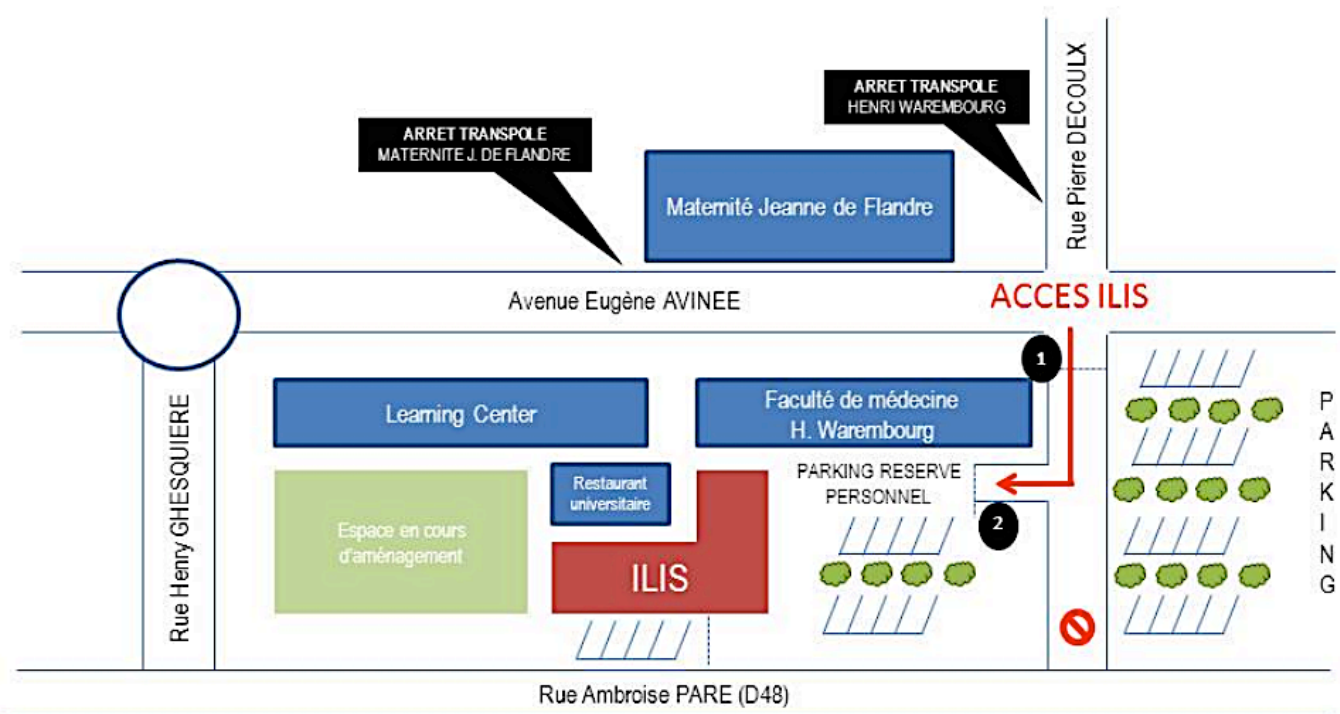 ARRET TRANSPOLE
HENRI WAREMBOURG
Rue Pierre DECOULX
ARRET TRANSPOLE
MATERNITE J. DE FLANDRE
Maternité Jeanne de Flandre
Avenue Eugène AVINEE
ACCES ILIS
1
Rue Henry GHESQUIERE
Learning Center
Faculté de médecine
H. Warembourg
PARKING
Espace en cours
d'aménagement
Restaurant
universitaire
PARKING RESERVE
PERSONNEL
2
ILIS
Rue Ambroise PARE (D48)